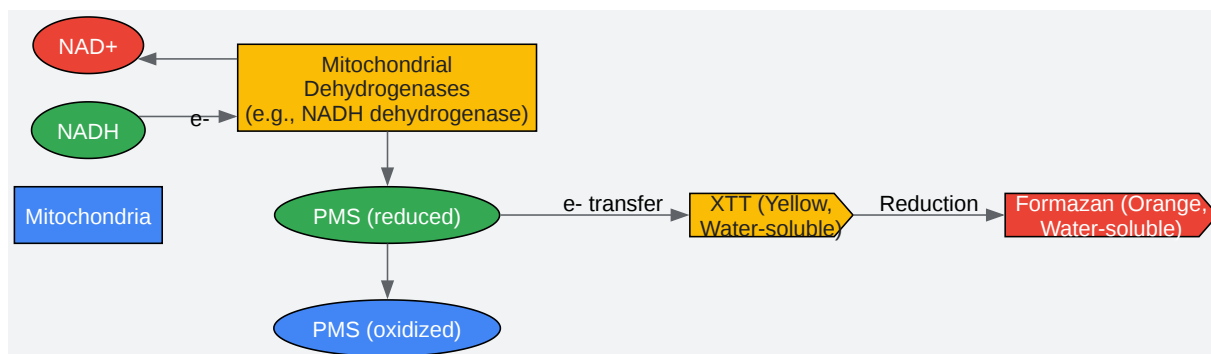 NAD+
Mitochondrial
Dehydrogenases
(e.g., NADH dehydrogenase)
NADH
e-
Mitochondria
PMS (reduced)
e- transfer
XTT (Yellow,
Water-soluble)
Reduction
Formazan (Orange,
Water-soluble)
PMS (oxidized)